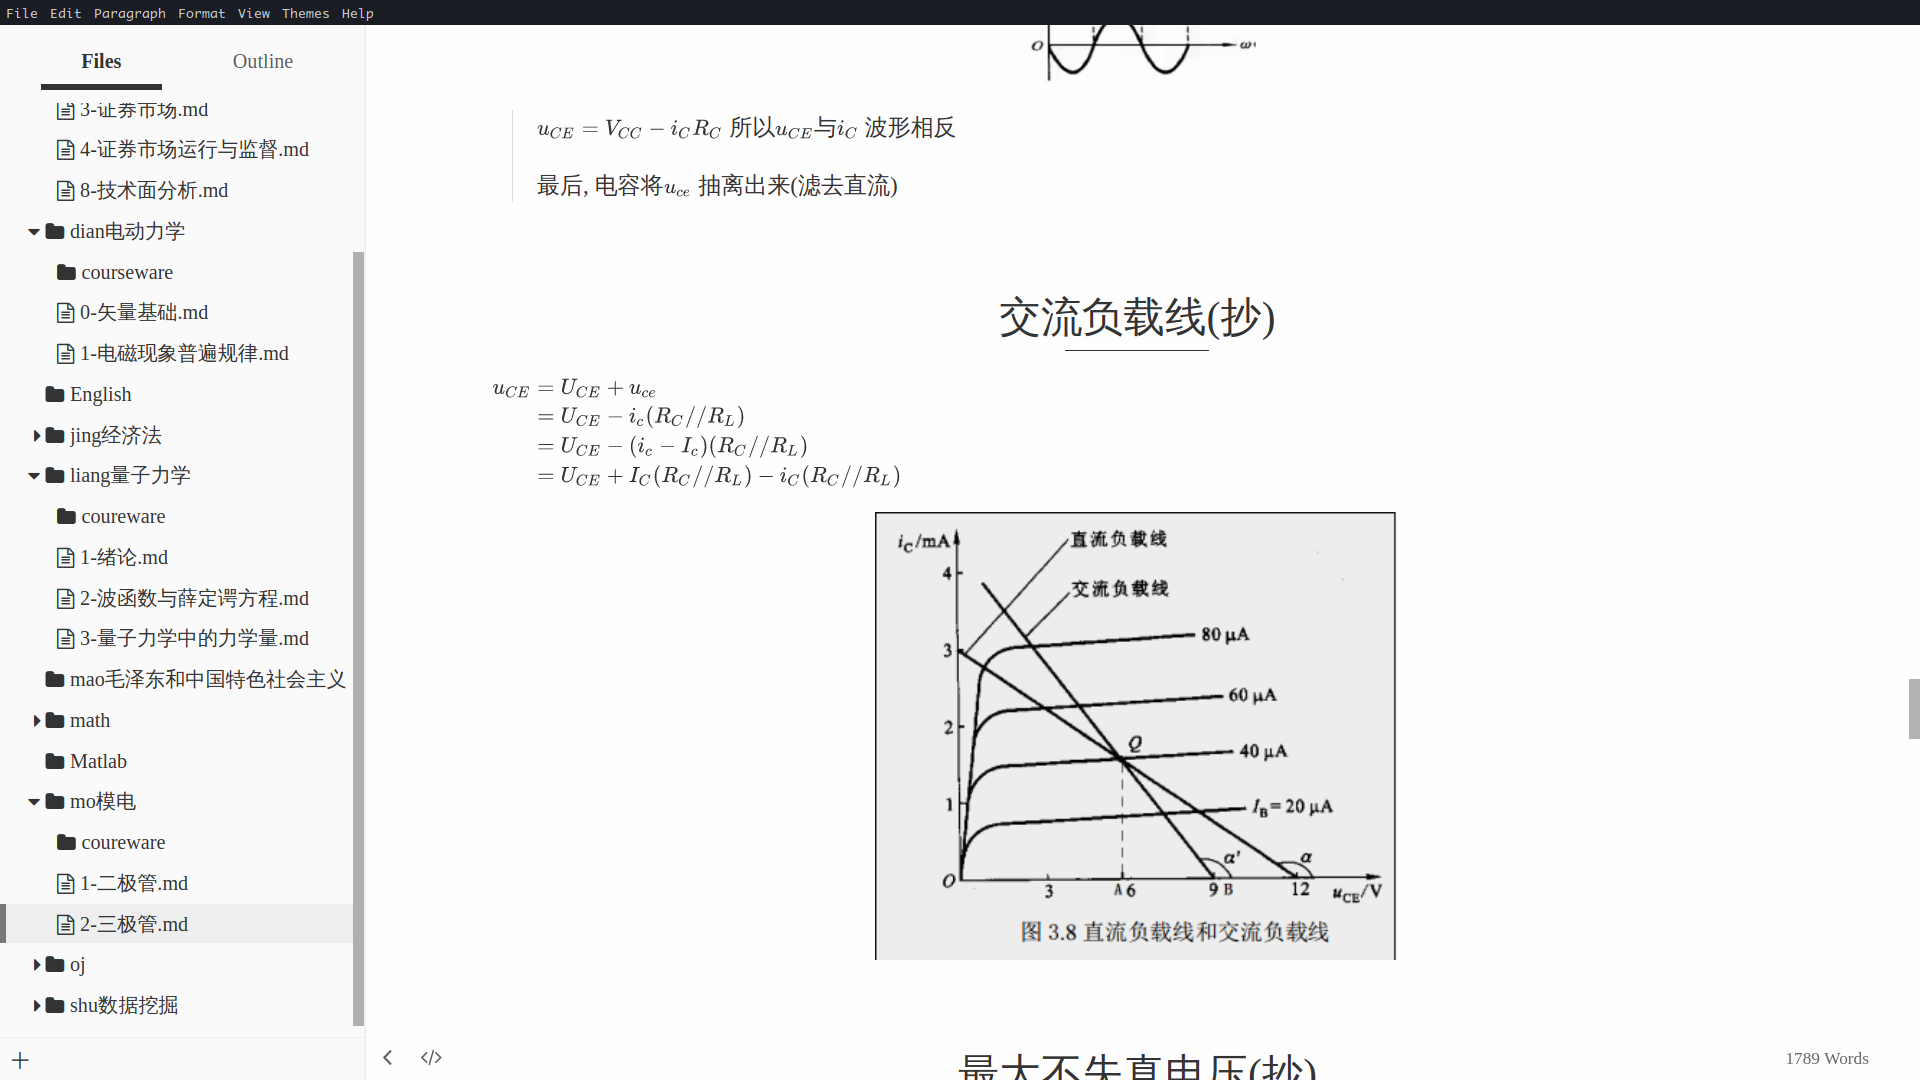 File Edit Paragraph Format View Themes Help
Files Outline
3-证券市场.md
4-证券市场运行与监督.md
8-技术面分析.md
dian电动力学
courseware
0-矢量基础.md
1-电磁现象普遍规律.md
English
jing经济法
liang量子力学
coureware
1-绪论.md
2-波函数与薛定谔方程.md
3-量子力学中的力学量.md
mao毛泽东和中国特色社会主义
math
Matlab
mo模电
coureware
1-二极管.md
2-三极管.md
oj
shu数据挖掘
O
u_{CE} = V_{CC} − i_C R_C 所以u_{CE}与i_C 波形相反
最后, 电容将u_{ce} 抽离出来(滤去直流)
交流负载线(抄)
u_{CE} = U_{CE} + u_{ce}
= U_{CE} − i_c(R_C//R_L)
= U_{CE} − (i_c − I_c)(R_C//R_L)
= U_{CE} + I_C(R_C//R_L) − i_C(R_C//R_L)
i_C/mA
直流负载线
4
交流负载线
80 μA
3
60 μA
2
Q
40 μA
1
I_B = 20 μA
α' α
O 3 A 6 9 B 12 u_{CE}/V
图 3.8 直流负载线和交流负载线
最大不失真电压(抄)
1789 Words